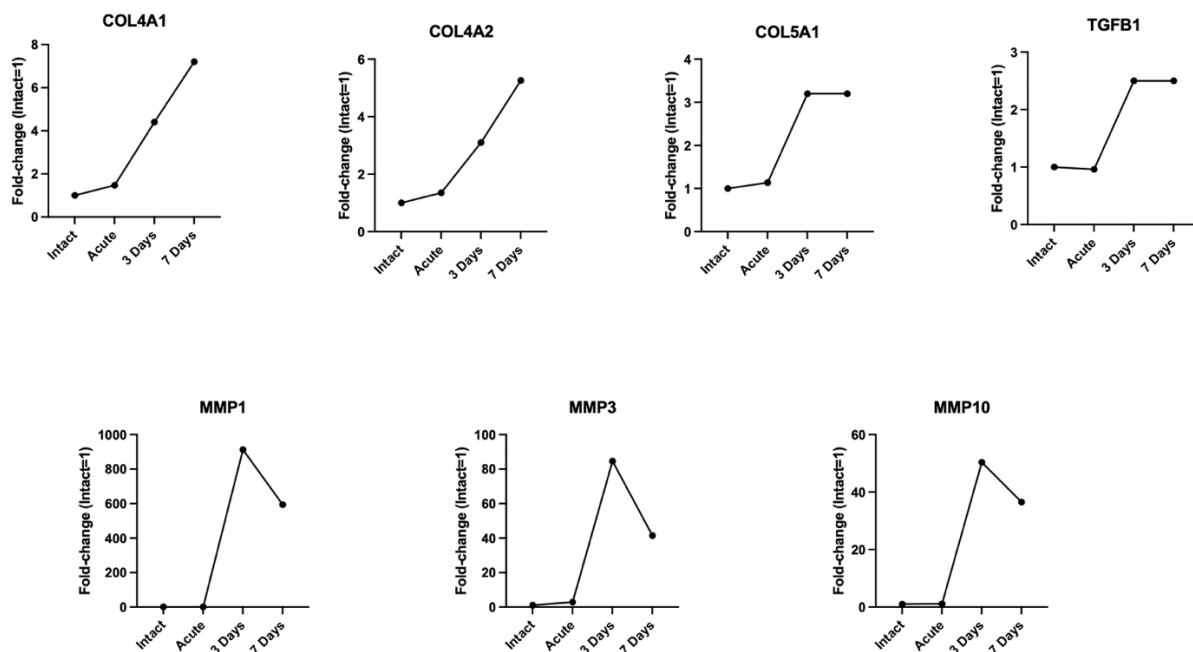 COL4A1
Fold-change (Intact=1)
8
6
4
2
0
Intact
Acute
3 Days
7 Days
COL4A2
Fold-change (Intact=1)
6
4
2
0
Intact
Acute
3 Days
7 Days
COL5A1
Fold-change (Intact=1)
4
3
2
1
0
Intact
Acute
3 Days
7 Days
TGFB1
Fold-change (Intact=1)
3
2
1
0
Intact
Acute
3 Days
7 Days
MMP1
Fold-change (Intact=1)
1000
800
600
400
200
0
Intact
Acute
3 Days
7 Days
MMP3
Fold-change (Intact=1)
100
80
60
40
20
0
Intact
Acute
3 Days
7 Days
MMP10
Fold-change (Intact=1)
60
40
20
0
Intact
Acute
3 Days
7 Days